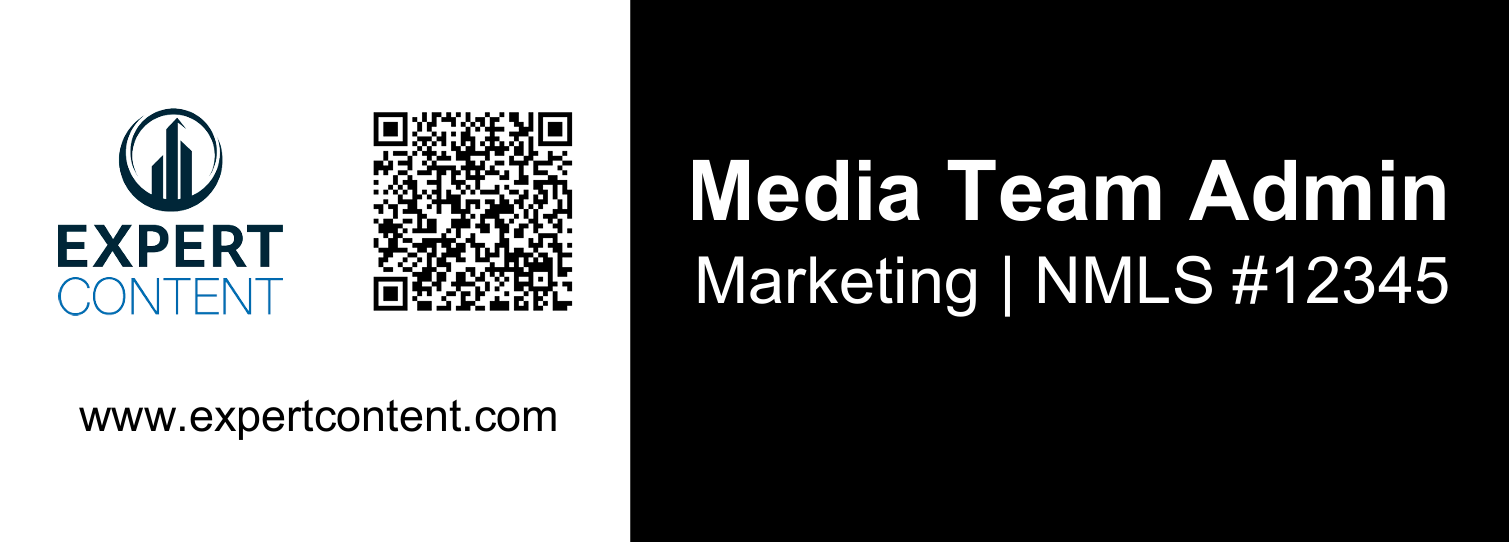 EXPERT
CONTENT
www.expertcontent.com
Media Team Admin
Marketing | NMLS #12345